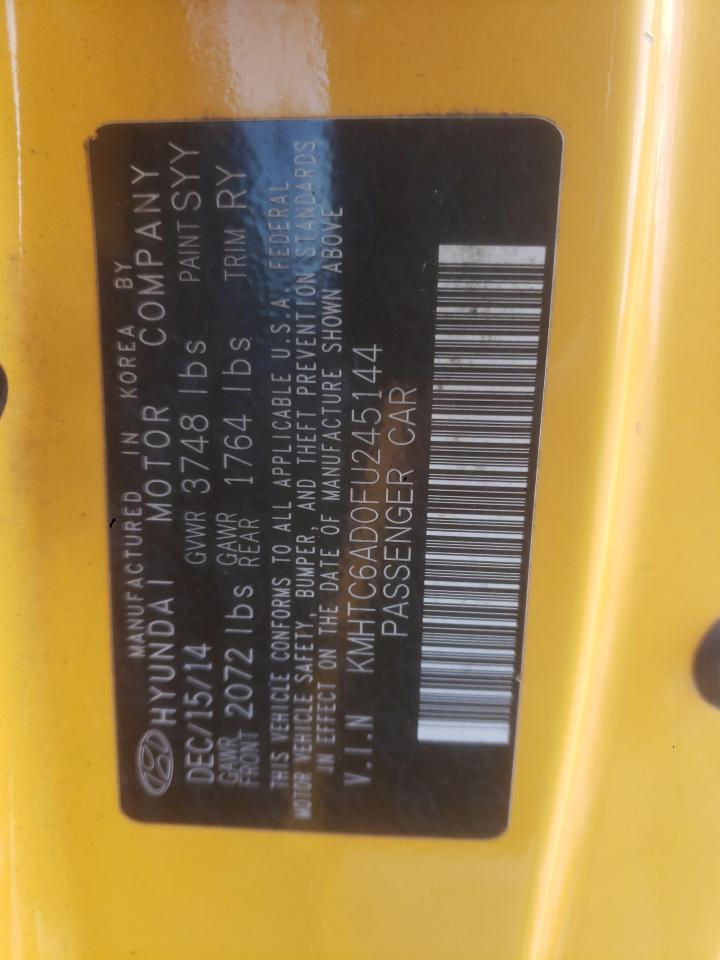 MANUFACTURED IN KOREA BY
HYUNDAI MOTOR COMPANY
DEC/15/14 GVWR 3748 lbs PAINT SYY
GAWR FRONT 2072 lbs GAWR REAR 1764 lbs TRIM RY
THIS VEHICLE CONFORMS TO ALL APPLICABLE U.S.A. FEDERAL
MOTOR VEHICLE SAFETY, BUMPER, AND THEFT PREVENTION STANDARDS
IN EFFECT ON THE DATE OF MANUFACTURE SHOWN ABOVE
V.I.N KMHTC6AD0FU245144
PASSENGER CAR